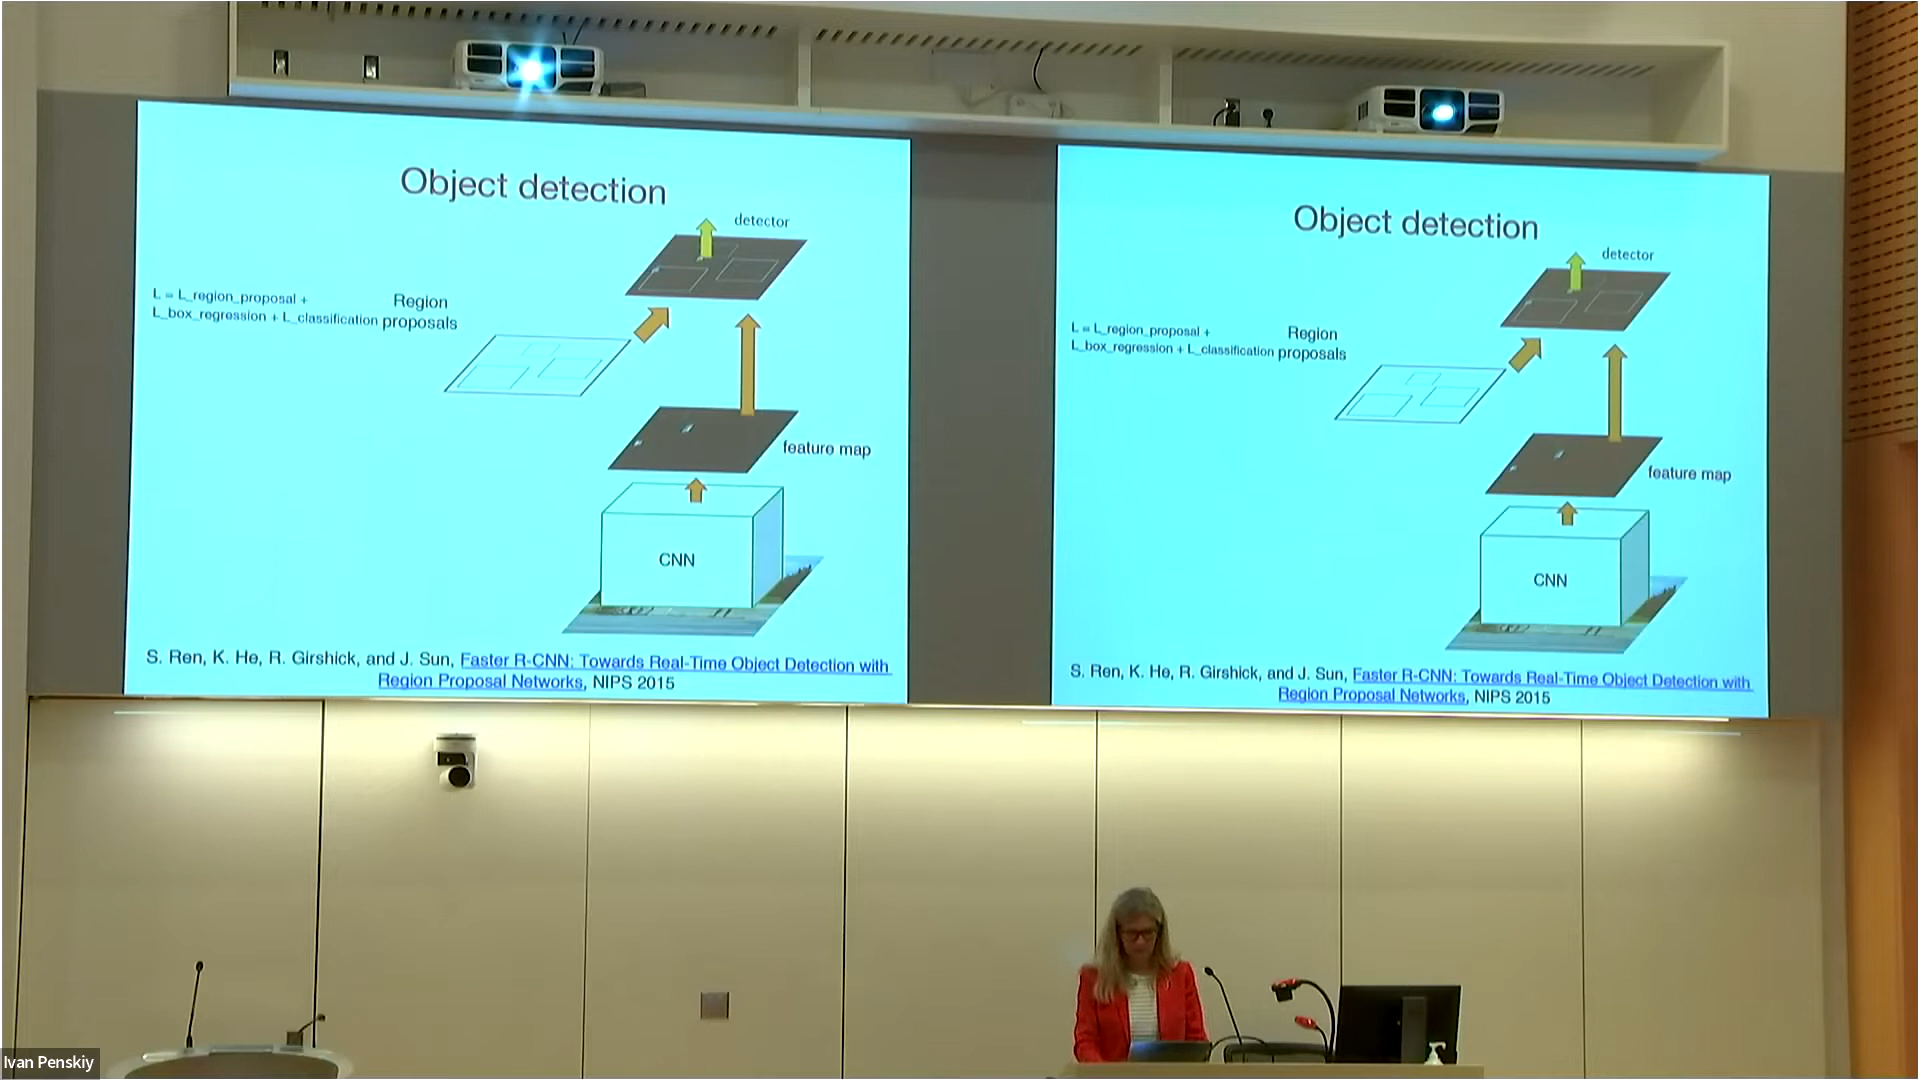 Object detection
detector
L = L_region_proposal +
L_box_regression + L_classification
Region
proposals
feature map
CNN
S. Ren, K. He, R. Girshick, and J. Sun, Faster R-CNN: Towards Real-Time Object Detection with
Region Proposal Networks, NIPS 2015
Object detection
detector
L = L_region_proposal +
L_box_regression + L_classification
Region
proposals
feature map
CNN
S. Ren, K. He, R. Girshick, and J. Sun, Faster R-CNN: Towards Real-Time Object Detection with
Region Proposal Networks, NIPS 2015
Ivan Penskiy